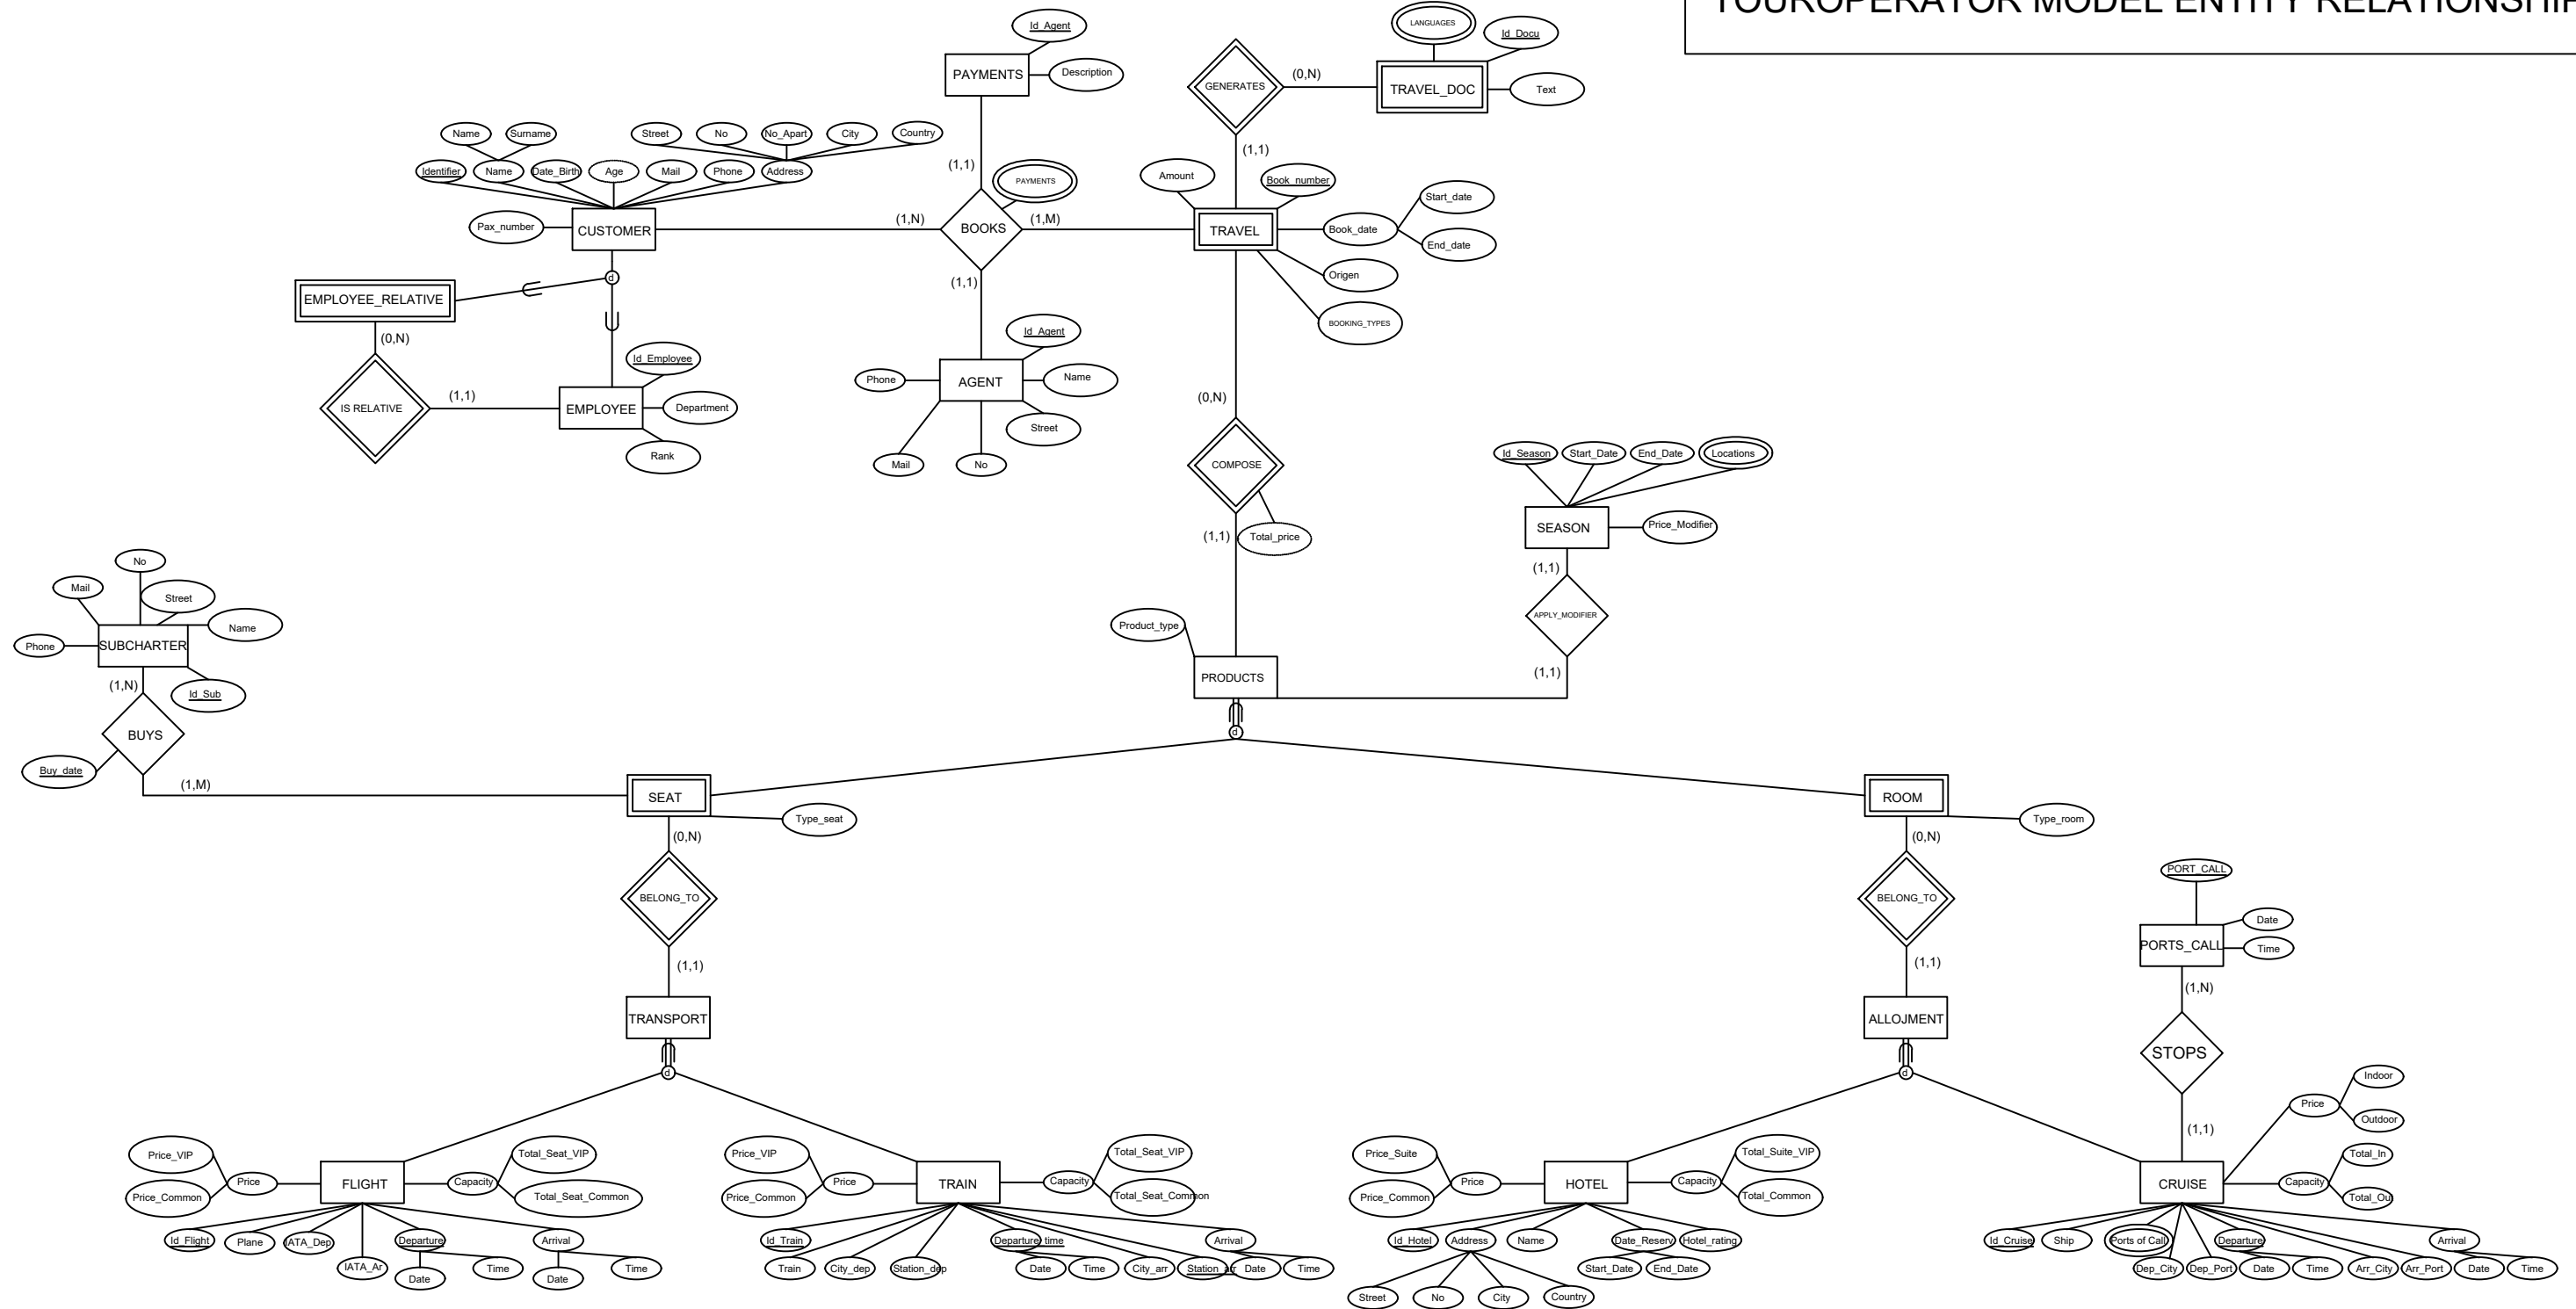 TOUROPERATOR MODEL ENTITY RELATIONSHIP
Id_Agent
LANGUAGES
Id_Docu
PAYMENTS
Description
GENERATES
(0,N)
TRAVEL_DOC
Text
Name
Surname
Street
No
No_Apart
City
Country
(1,1)
(1,1)
Identifier
Name
Date_Birth
Age
Mail
Phone
Address
PAYMENTS
Amount
Book_number
Start_date
Pax_number
CUSTOMER
(1,N)
BOOKS
(1,M)
TRAVEL
Book_date
End_date
Origen
(1,1)
EMPLOYEE_RELATIVE
BOOKING_TYPES
(0,N)
Id_Agent
Id_Employee
Phone
AGENT
Name
(1,1)
(0,N)
IS RELATIVE
EMPLOYEE
Department
Street
Rank
Mail
No
COMPOSE
Id_Season
Start_Date
End_Date
Locations
SEASON
Price_Modifier
(1,1)
Total_price
No
(1,1)
Mail
Street
APPLY_MODIFIER
Name
Product_type
Phone
SUBCHARTER
(1,1)
PRODUCTS
(1,N)
Id_Sub
BUYS
d
Buy_date
(1,M)
SEAT
ROOM
Type_seat
Type_room
(0,N)
(0,N)
PORT_CALL
BELONG_TO
BELONG_TO
Date
PORTS_CALL
Time
(1,1)
(1,1)
(1,N)
TRANSPORT
ALLOJMENT
STOPS
d
d
Indoor
Price
Outdoor
(1,1)
Price_VIP
Total_Seat_VIP
Price_VIP
Total_Seat_VIP
Price_Suite
Total_Suite_VIP
Total_In
Price
FLIGHT
Capacity
Price
TRAIN
Capacity
Price
HOTEL
Capacity
CRUISE
Capacity
Price_Common
Total_Seat_Common
Price_Common
Total_Seat_Common
Price_Common
Total_Common
Total_Ou
Id_Flight
Plane
IATA_Dep
Departure
Arrival
Id_Train
Departure_time
Arrival
Id_Hotel
Address
Name
Date_Reserv
Hotel_rating
Id_Cruise
Ship
Ports of Call
Departure
Arrival
IATA_Ar
Date
Time
Date
Time
Train
City_dep
Station_dep
Date
Time
City_arr
Station_arr
Date
Time
Start_Date
End_Date
Dep_City
Dep_Port
Date
Time
Arr_City
Arr_Port
Date
Time
Street
No
City
Country
d